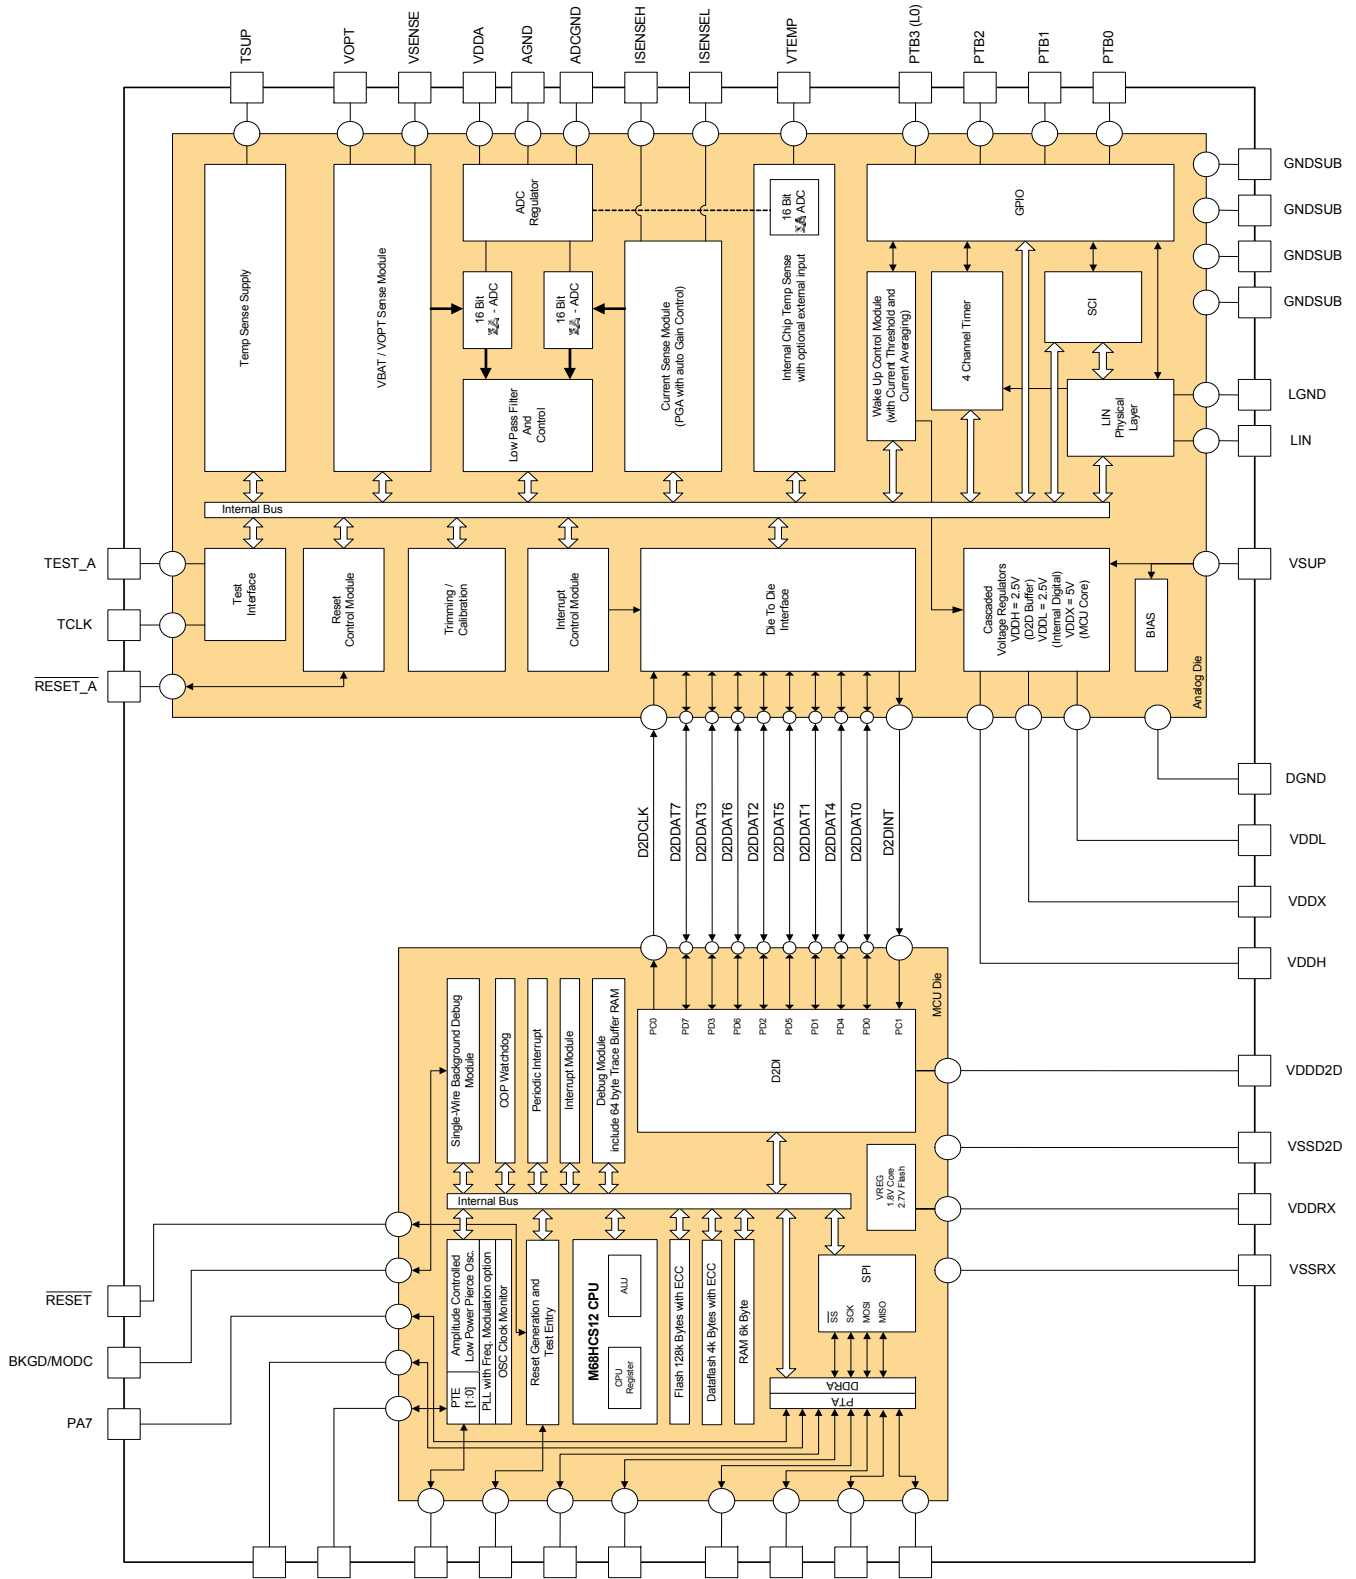 TSUP
VOPT
VSENSE
VDDA
AGND
ADCGND
ISENSEH
ISENSEL
VTEMP
PTB3 (L0)
PTB2
PTB1
PTB0
GNDSUB
GNDSUB
GNDSUB
GNDSUB
LGND
LIN
VSUP
DGND
VDDL
VDDX
VDDH
VDDD2D
VSSD2D
VDDRX
VSSRX
TEST_A
TCLK
RESET_A
RESET
BKGD/MODC
PA7
Temp Sense Supply
VBAT / VOPT Sense Module
ADC
Regulator
16 Bit
- ADC
16 Bit
- ADC
Low Pass Filter
And
Control
Current Sense Module
(PGA with auto Gain Control)
16 Bit
ADC
Internal Chip Temp Sense
with optional external input
GPIO
Wake Up Control Module
(with Current Threshold and
Current Averaging)
4 Channel Timer
SCI
LIN
Physical
Layer
Internal Bus
Test
Interface
Reset
Control Module
Trimming /
Calibration
Interrupt
Control Module
Die To Die
Interface
Cascaded
Voltage Regulators
VDDH = 2.5V
(D2D Buffer)
VDDL = 2.5V
(Internal Digital)
VDDX = 5V
(MCU Core)
BIAS
Analog Die
D2DCLK
D2DDAT7
D2DDAT3
D2DDAT6
D2DDAT2
D2DDAT5
D2DDAT1
D2DDAT4
D2DDAT0
D2DINT
MCU Die
Single-Wire Background Debug
Module
COP Watchdog
Periodic Interrupt
Interrupt Module
Debug Module
include 64 byte Trace Buffer RAM
PC0
PD7
PD3
PD6
PD2
PD5
PD1
PD4
PD0
PC1
D2DI
VREG
1.8V Core
2.7V Flash
Internal Bus
Amplitude Controlled
Low Power Pierce Osc.
PTE
[1:0]
PLL with Freq. Modulation option
OSC Clock Monitor
Reset Generation and
Test Entry
M68HCS12 CPU
ALU
CPU
Register
Flash 128k Bytes with ECC
Dataflash 4k Bytes with ECC
RAM 6k Byte
SPI
SS
SCK
MOSI
MISO
DDRA
PTA